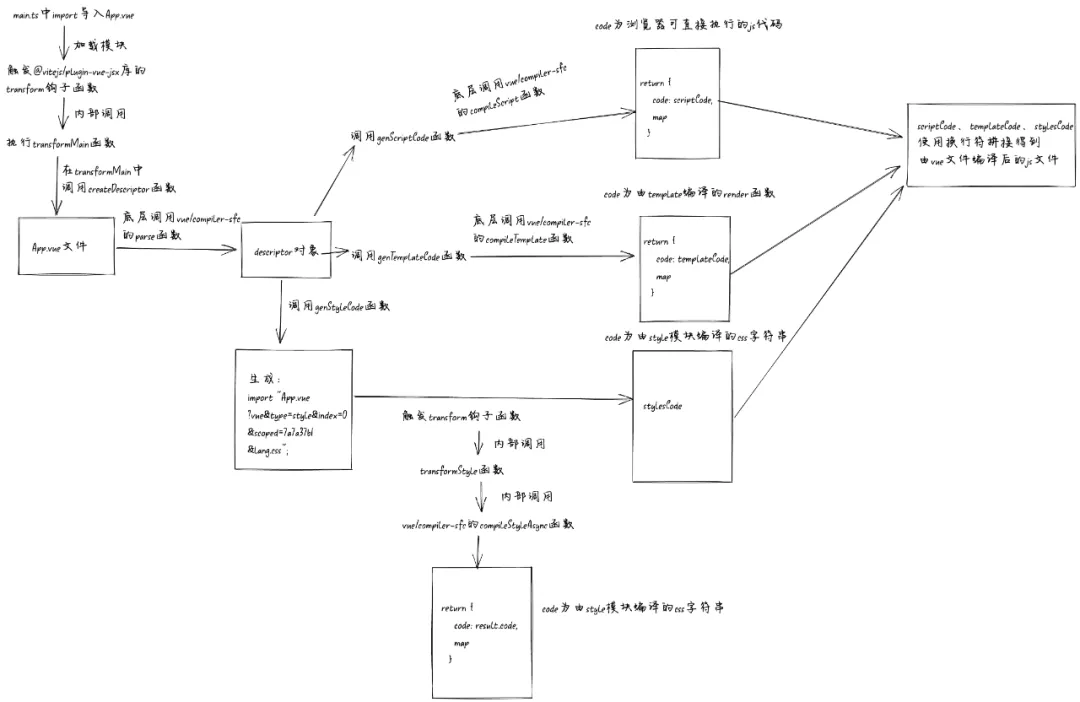 main.ts中import导入App.vue
加载模块
触发@vitejs/plugin-vue-jsx库的
transform钩子函数
内部调用
执行transformMain函数
在transformMain中
调用createDescriptor函数
App.vue文件
底层调用vue/compiler-sfc
的parse函数
descriptor对象
调用genScriptCode函数
底层调用vue/compiler-sfc
的compileScript函数
code为浏览器可直接执行的js代码
return {
code: scriptCode,
map
}
调用genTemplateCode函数
底层调用vue/compiler-sfc
的compileTemplate函数
code为由template编译的render函数
return {
code: templateCode,
map
}
调用genStyleCode函数
生成：
import "App.vue
?vue&type=style&index=0
&scoped=7a7a37b1
&lang.css";
触发transform钩子函数
内部调用
transformStyle函数
内部调用
vue/compiler-sfc的compileStyleAsync函数
return {
code: result.code,
map
}
code为由style模块编译的css字符串
code为由style模块编译的css字符串
stylesCode
scriptCode、templateCode、stylesCode
使用换行符拼接得到
由vue文件编译后的js文件